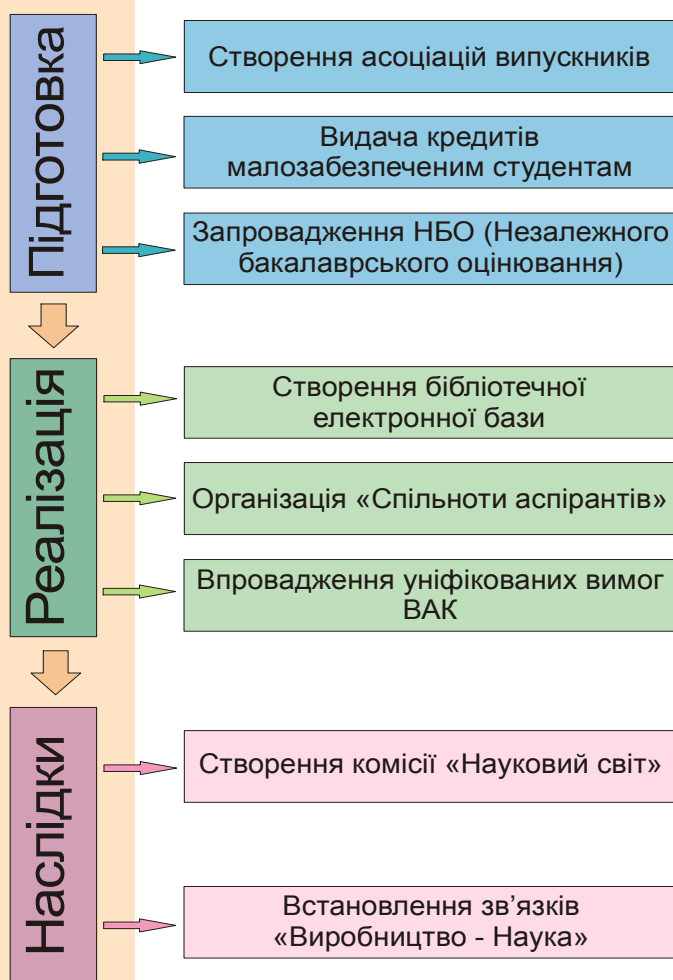 Підготовка
Створення асоціацій випускників
Видача кредитів
малозабезпеченим студентам
Запровадження НБО (Незалежного
бакалаврського оцінювання)
Реалізація
Створення бібліотечної
електронної бази
Організація «Спільноти аспірантів»
Впровадження уніфікованих вимог
ВАК
Наслідки
Створення комісії «Науковий світ»
Встановлення зв’язків
«Виробництво - Наука»